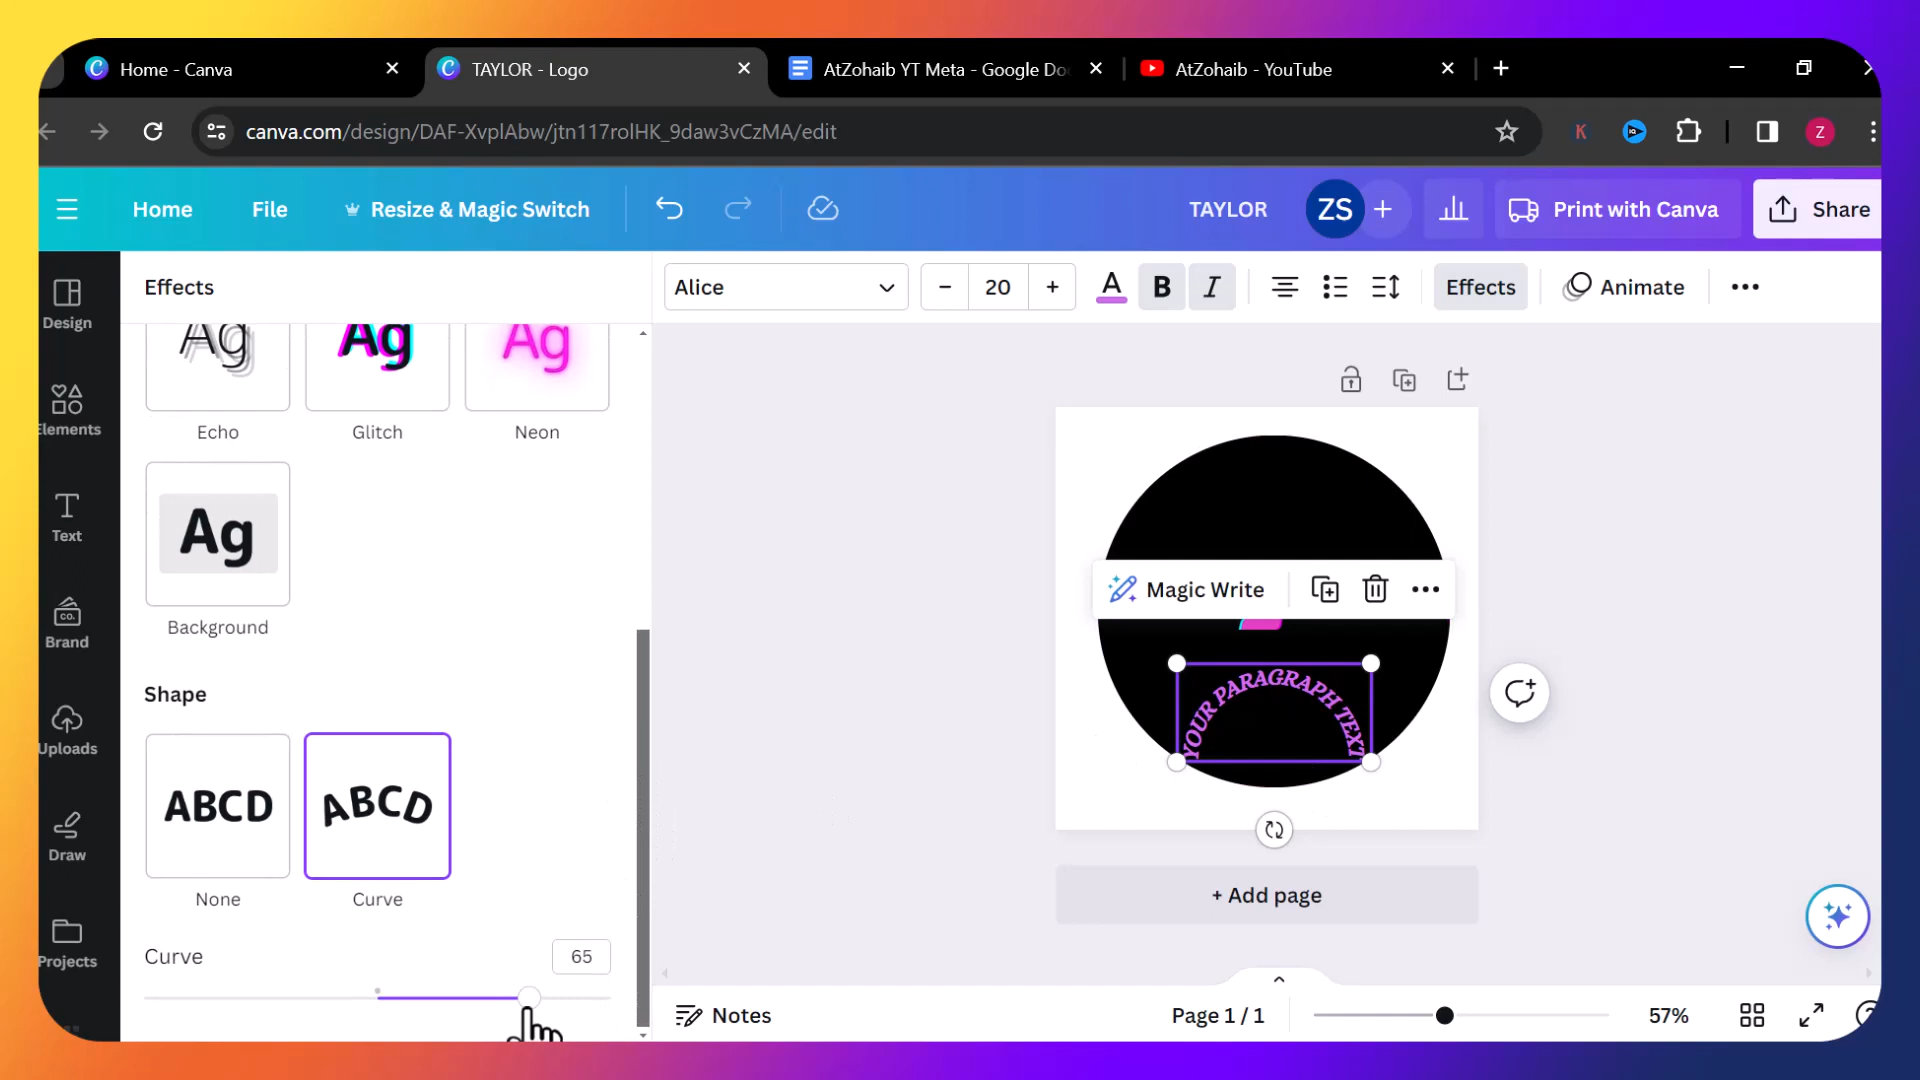 Home - Canva
TAYLOR - Logo
AtZohaib YT Meta - Google Do
AtZohaib - YouTube
canva.com/design/DAF-XvplAbw/jtn117rolHK_9daw3vCzMA/edit
K
Z
Home
File
Resize & Magic Switch
TAYLOR
ZS
Print with Canva
Share
Effects
Alice
20
B
I
Effects
Animate
Design
Elements
Text
Brand
Uploads
Draw
Projects
Ag
Ag
Ag
Echo
Glitch
Neon
Ag
Background
Shape
ABCD
ABCD
None
Curve
Curve
65
Magic Write
YOUR PARAGRAPH TEXT
+ Add page
Notes
Page 1 / 1
57%